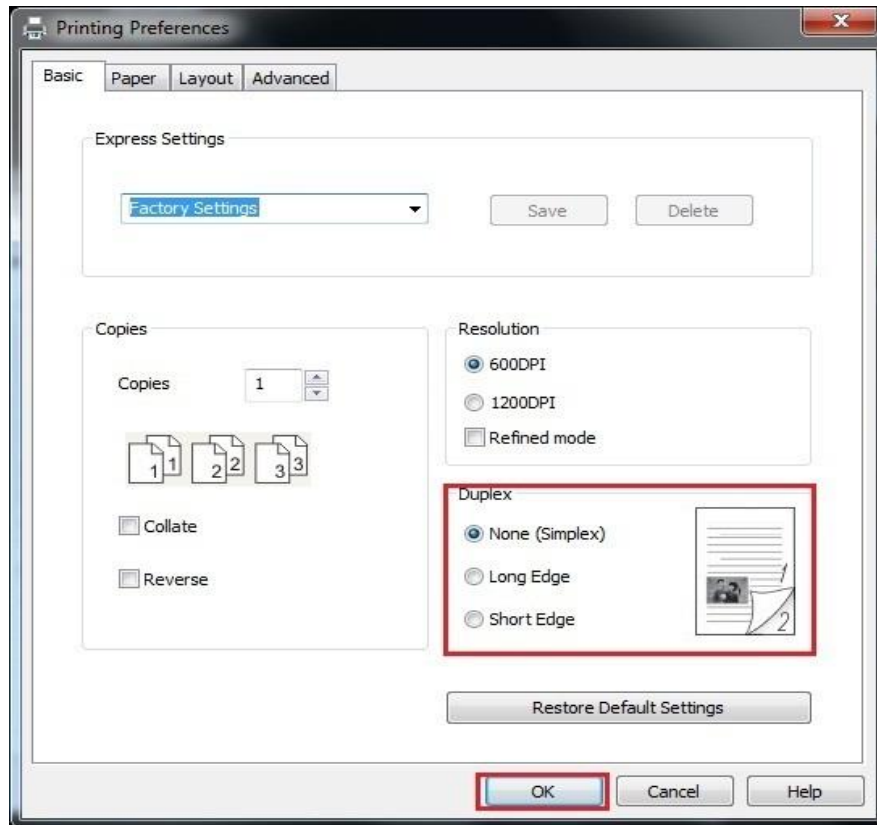 Printing Preferences
Basic Paper Layout Advanced
Express Settings
Factory Settings Save Delete
Copies
Copies 1
1 1 2 2 3 3
Collate
Reverse
Resolution
600DPI
1200DPI
Refined mode
Duplex
None (Simplex)
Long Edge
Short Edge
1
2
Restore Default Settings
OK Cancel Help